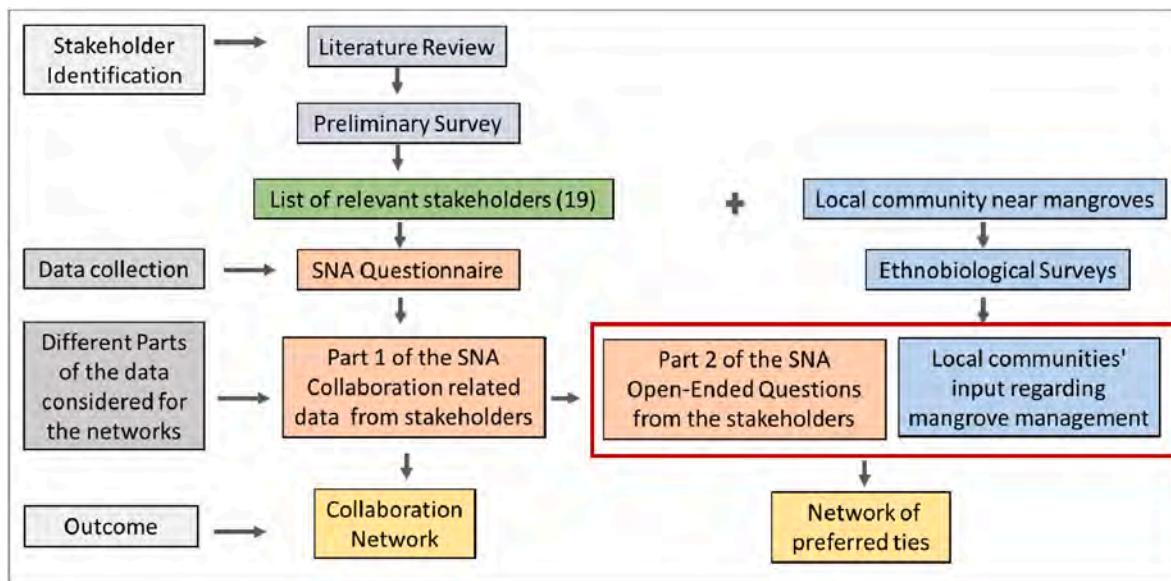 Stakeholder
Identification
Literature Review
Preliminary Survey
List of relevant stakeholders (19)
+
Local community near mangroves
Data collection
SNA Questionnaire
Ethnobiological Surveys
Different Parts
of the data
considered for
the networks
Part 1 of the SNA
Collaboration related
data from stakeholders
Part 2 of the SNA
Open-Ended Questions
from the stakeholders
Local communities'
input regarding
mangrove management
Outcome
Collaboration
Network
Network of
preferred ties